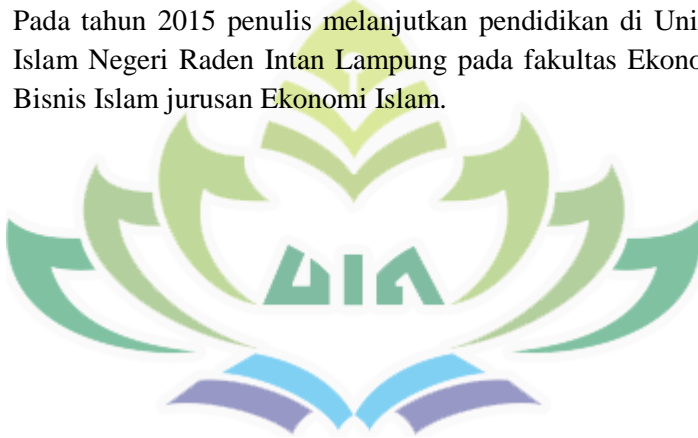 Pada tahun 2015 penulis melanjutkan pendidikan di Uni
Islam Negeri Raden Intan Lampung pada fakultas Ekono
Bisnis Islam jurusan Ekonomi Islam.
UIN